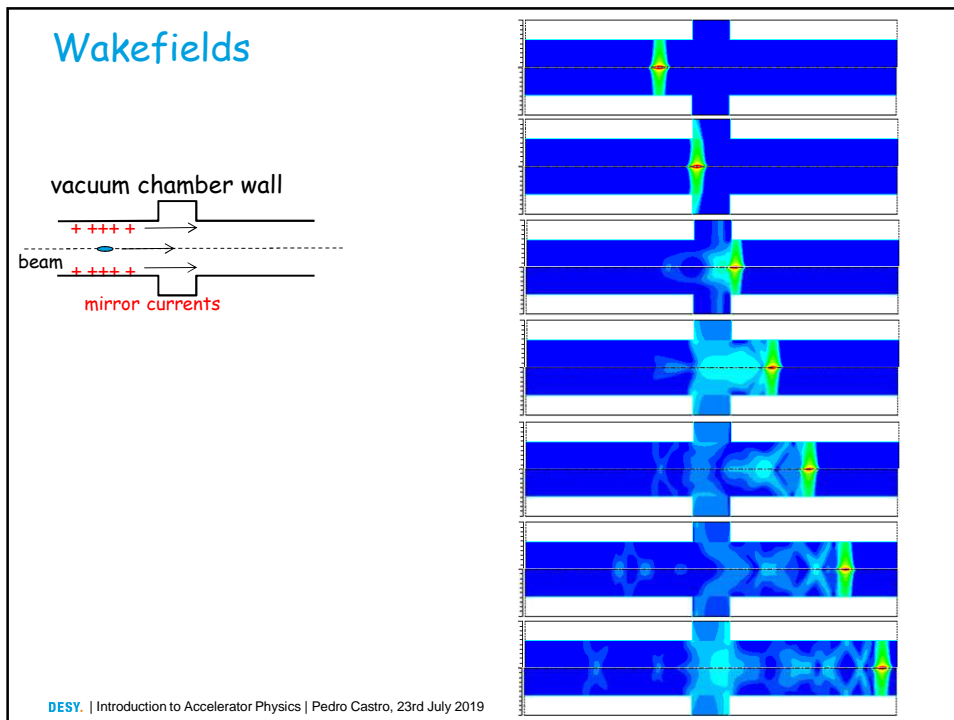 Wakefields
vacuum chamber wall
+ +++ +
beam
+ +++ +
mirror currents
DESY. | Introduction to Accelerator Physics | Pedro Castro, 23rd July 2019